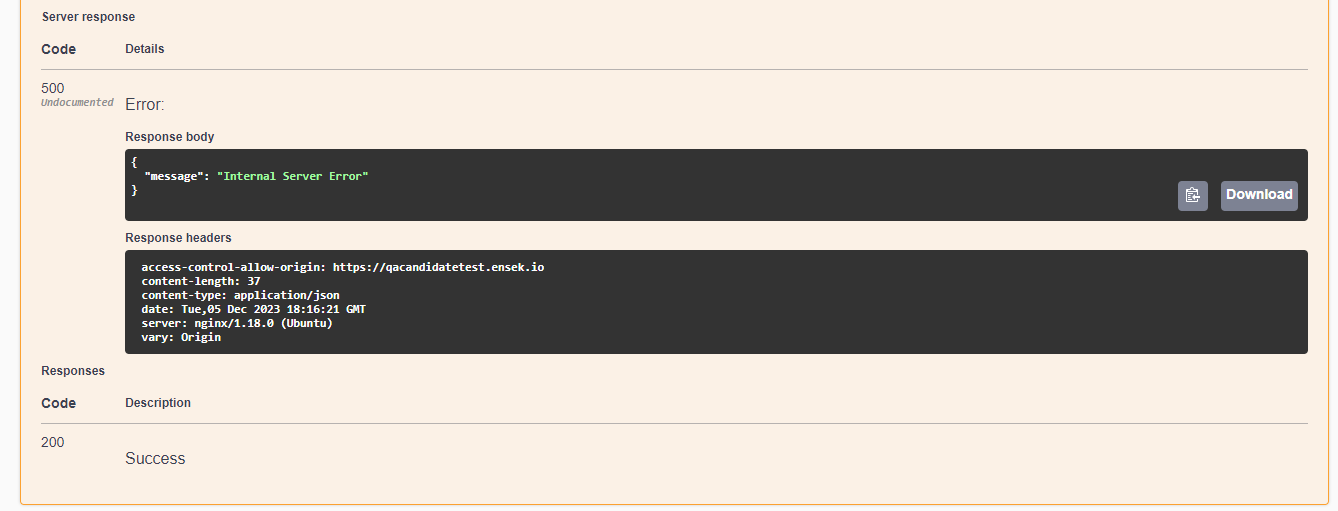 Server response
Code Details
500
Undocumented
Error:
Response body
{
"message": "Internal Server Error"
}
Download
Response headers
access-control-allow-origin: https://qacandidatetest.ensek.io
content-length: 37
content-type: application/json
date: Tue,05 Dec 2023 18:16:21 GMT
server: nginx/1.18.0 (Ubuntu)
vary: Origin
Responses
Code Description
200
Success